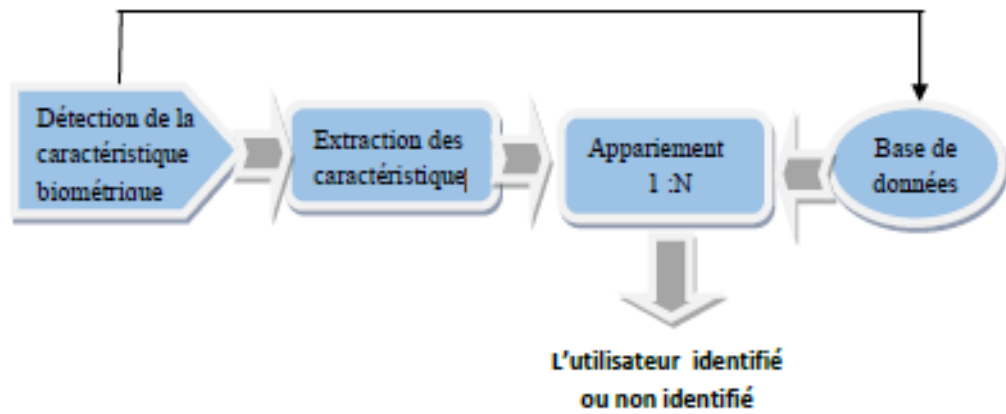 Détection de la
caractéristique
biométrique
Extraction des
caractéristique
Appariement
1 :N
Base de
données
L'utilisateur identifié
ou non identifié